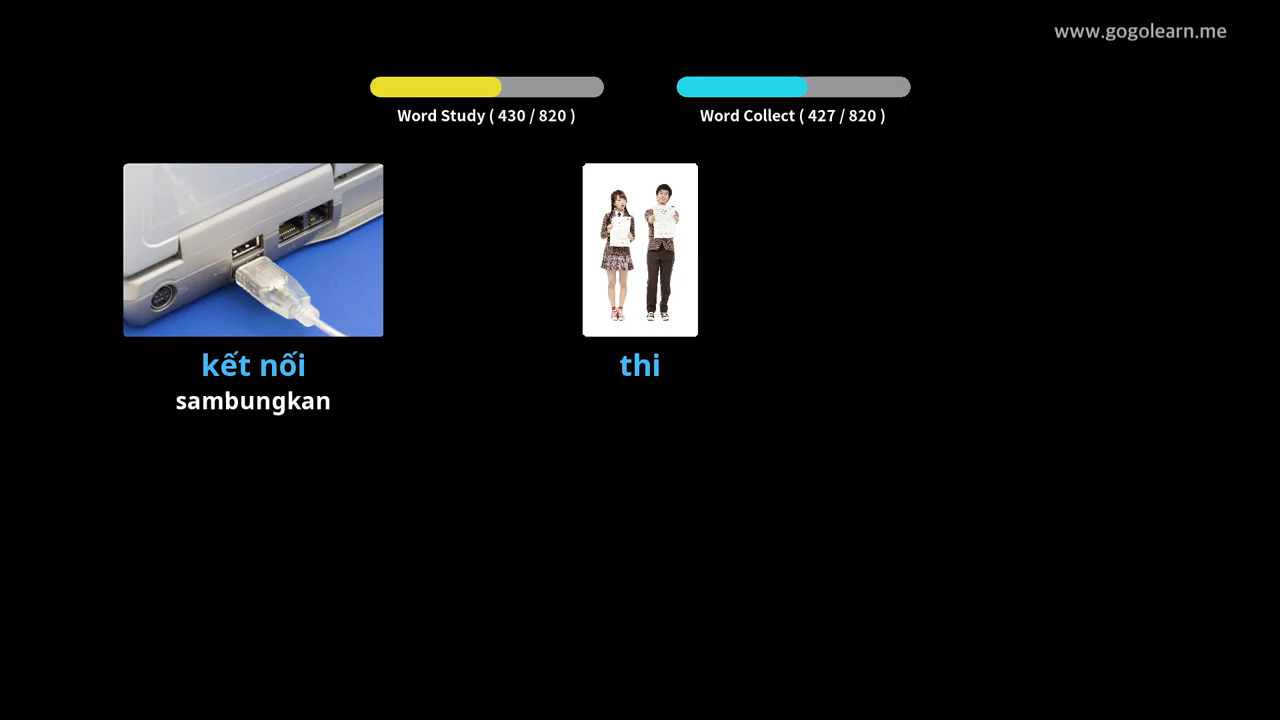 www.gogolearn.me
Word Study ( 430 / 820 )
Word Collect ( 427 / 820 )
kết nối
sambungkan
thi